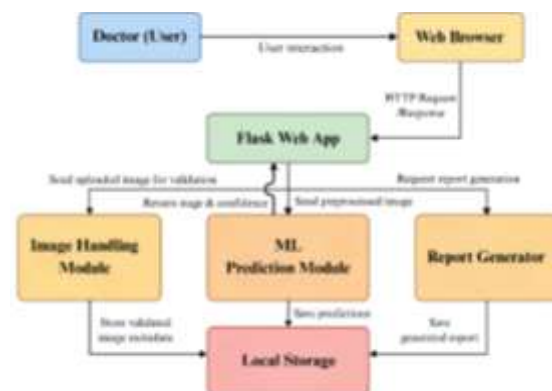 Doctor (User)
Web Browser
User interaction
HTTP Request
/Response
Flask Web App
Send uploaded image for validation
Request report generation
Return stage & confidence
Send preprocessed image
Image Handling
Module
ML
Prediction Module
Report Generator
Store validated
image metadata
Save predictions
Save
generated report
Local Storage